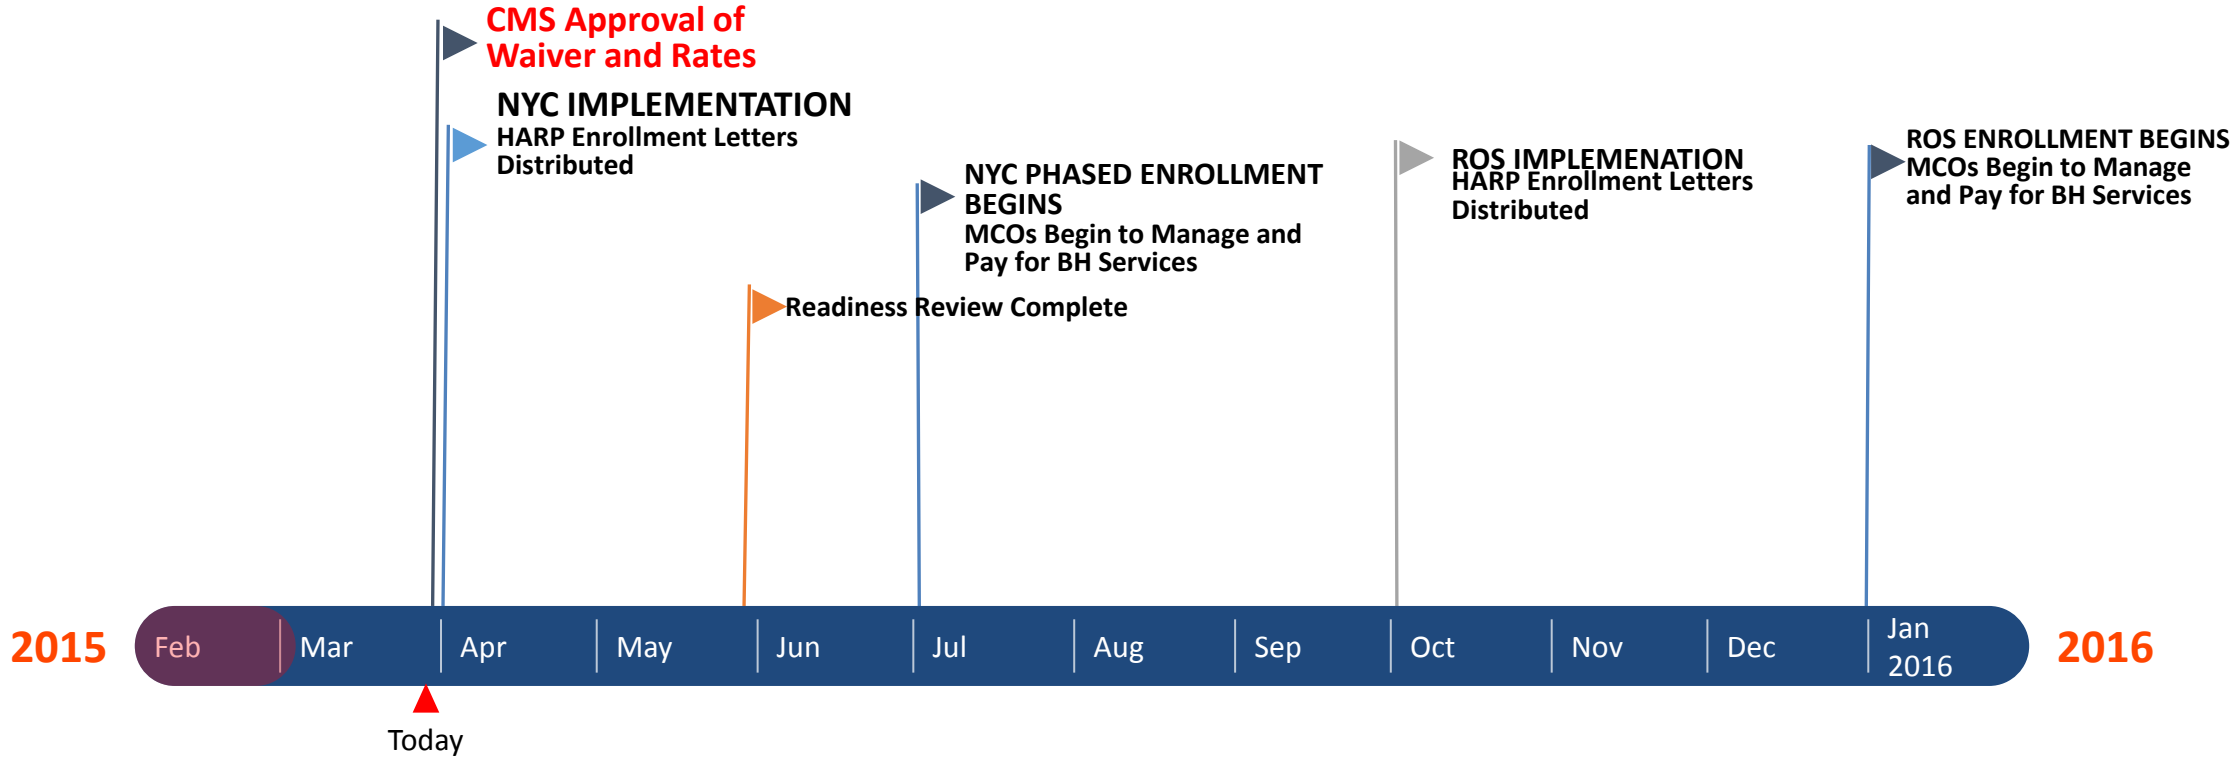 CMS Approval of
Waiver and Rates
NYC IMPLEMENTATION
HARP Enrollment Letters
Distributed
NYC PHASED ENROLLMENT
BEGINS
MCOs Begin to Manage and
Pay for BH Services
Readiness Review Complete
ROS IMPLEMENATION
HARP Enrollment Letters
Distributed
ROS ENROLLMENT BEGINS
MCOs Begin to Manage
and Pay for BH Services
2015
Feb
Mar
Apr
May
Jun
Jul
Aug
Sep
Oct
Nov
Dec
Jan
2016
2016
Today